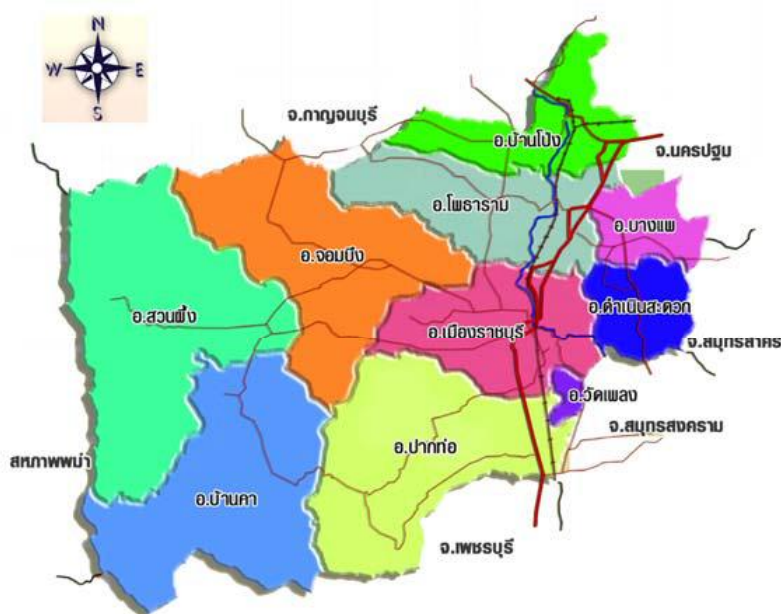 N
W E
S
จ.กาญจนบุรี
อ.บ้านโป่ง
จ.นครปฐม
อ.โพธาราม
อ.บางแพ
อ.จอมบึง
อ.สวนผึ้ง
อ.ดำเนินสะดวก
อ.เมืองราชบุรี
จ.สมุทรสาคร
อ.วัดเพลง
จ.สมุทรสงคราม
อ.ปากท่อ
สหภาพพม่า
อ.บ้านคา
จ.เพชรบุรี